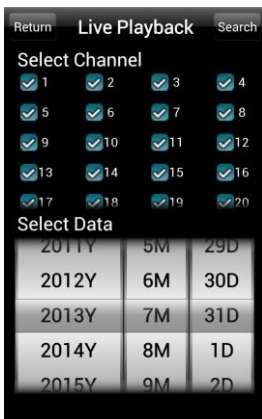 Return Live Playback Search
Select Channel
1 2 3 4
5 6 7 8
9 10 11 12
13 14 15 16
17 18 19 20
Select Data
2011Y 5M 29D
2012Y 6M 30D
2013Y 7M 31D
2014Y 8M 1D
2015Y 9M 2D